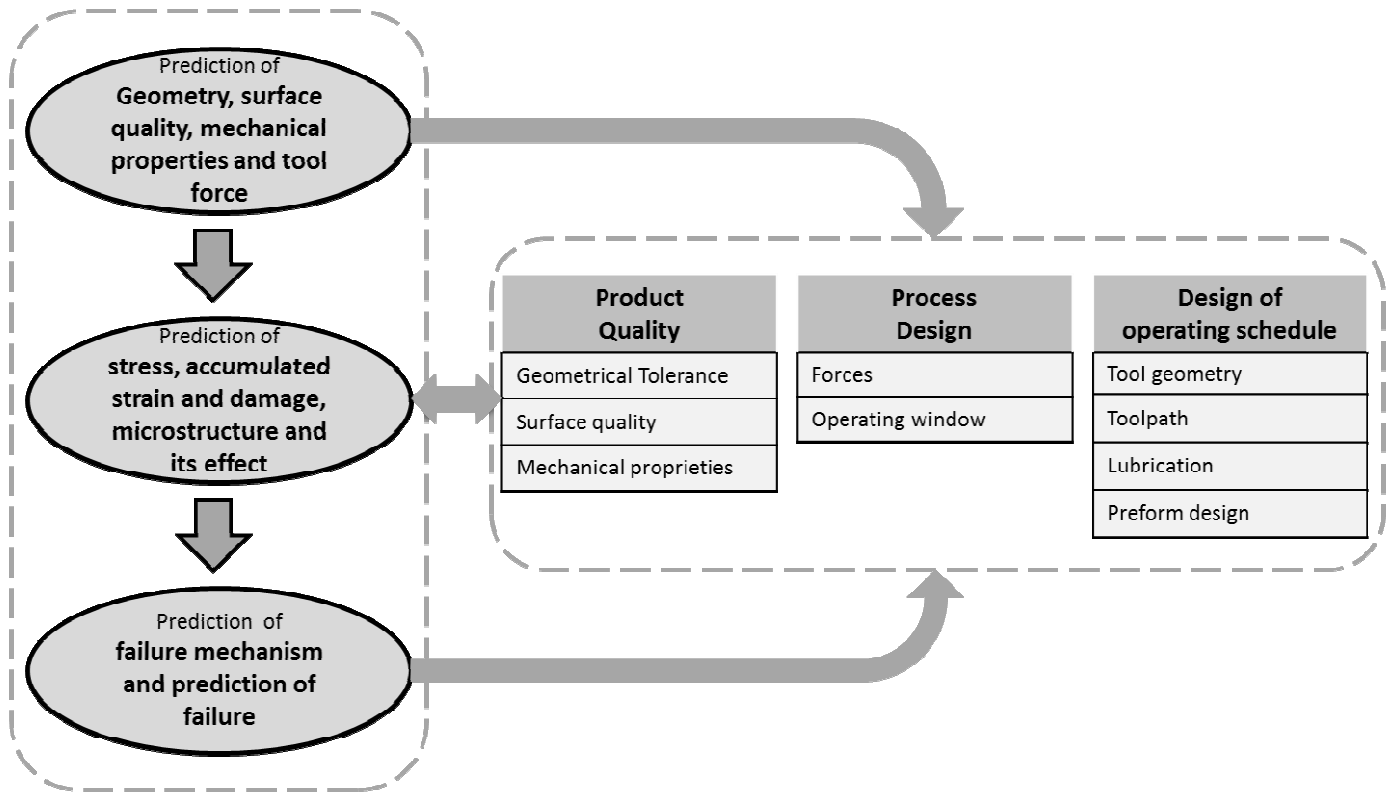 Prediction of
Geometry, surface
quality, mechanical
properties and tool
force
Prediction of
stress, accumulated
strain and damage,
microstructure and
its effect
Prediction of
failure mechanism
and prediction of
failure
Product
Quality
Geometrical Tolerance
Surface quality
Mechanical proprieties
Process
Design
Forces
Operating window
Design of
operating schedule
Tool geometry
Toolpath
Lubrication
Preform design